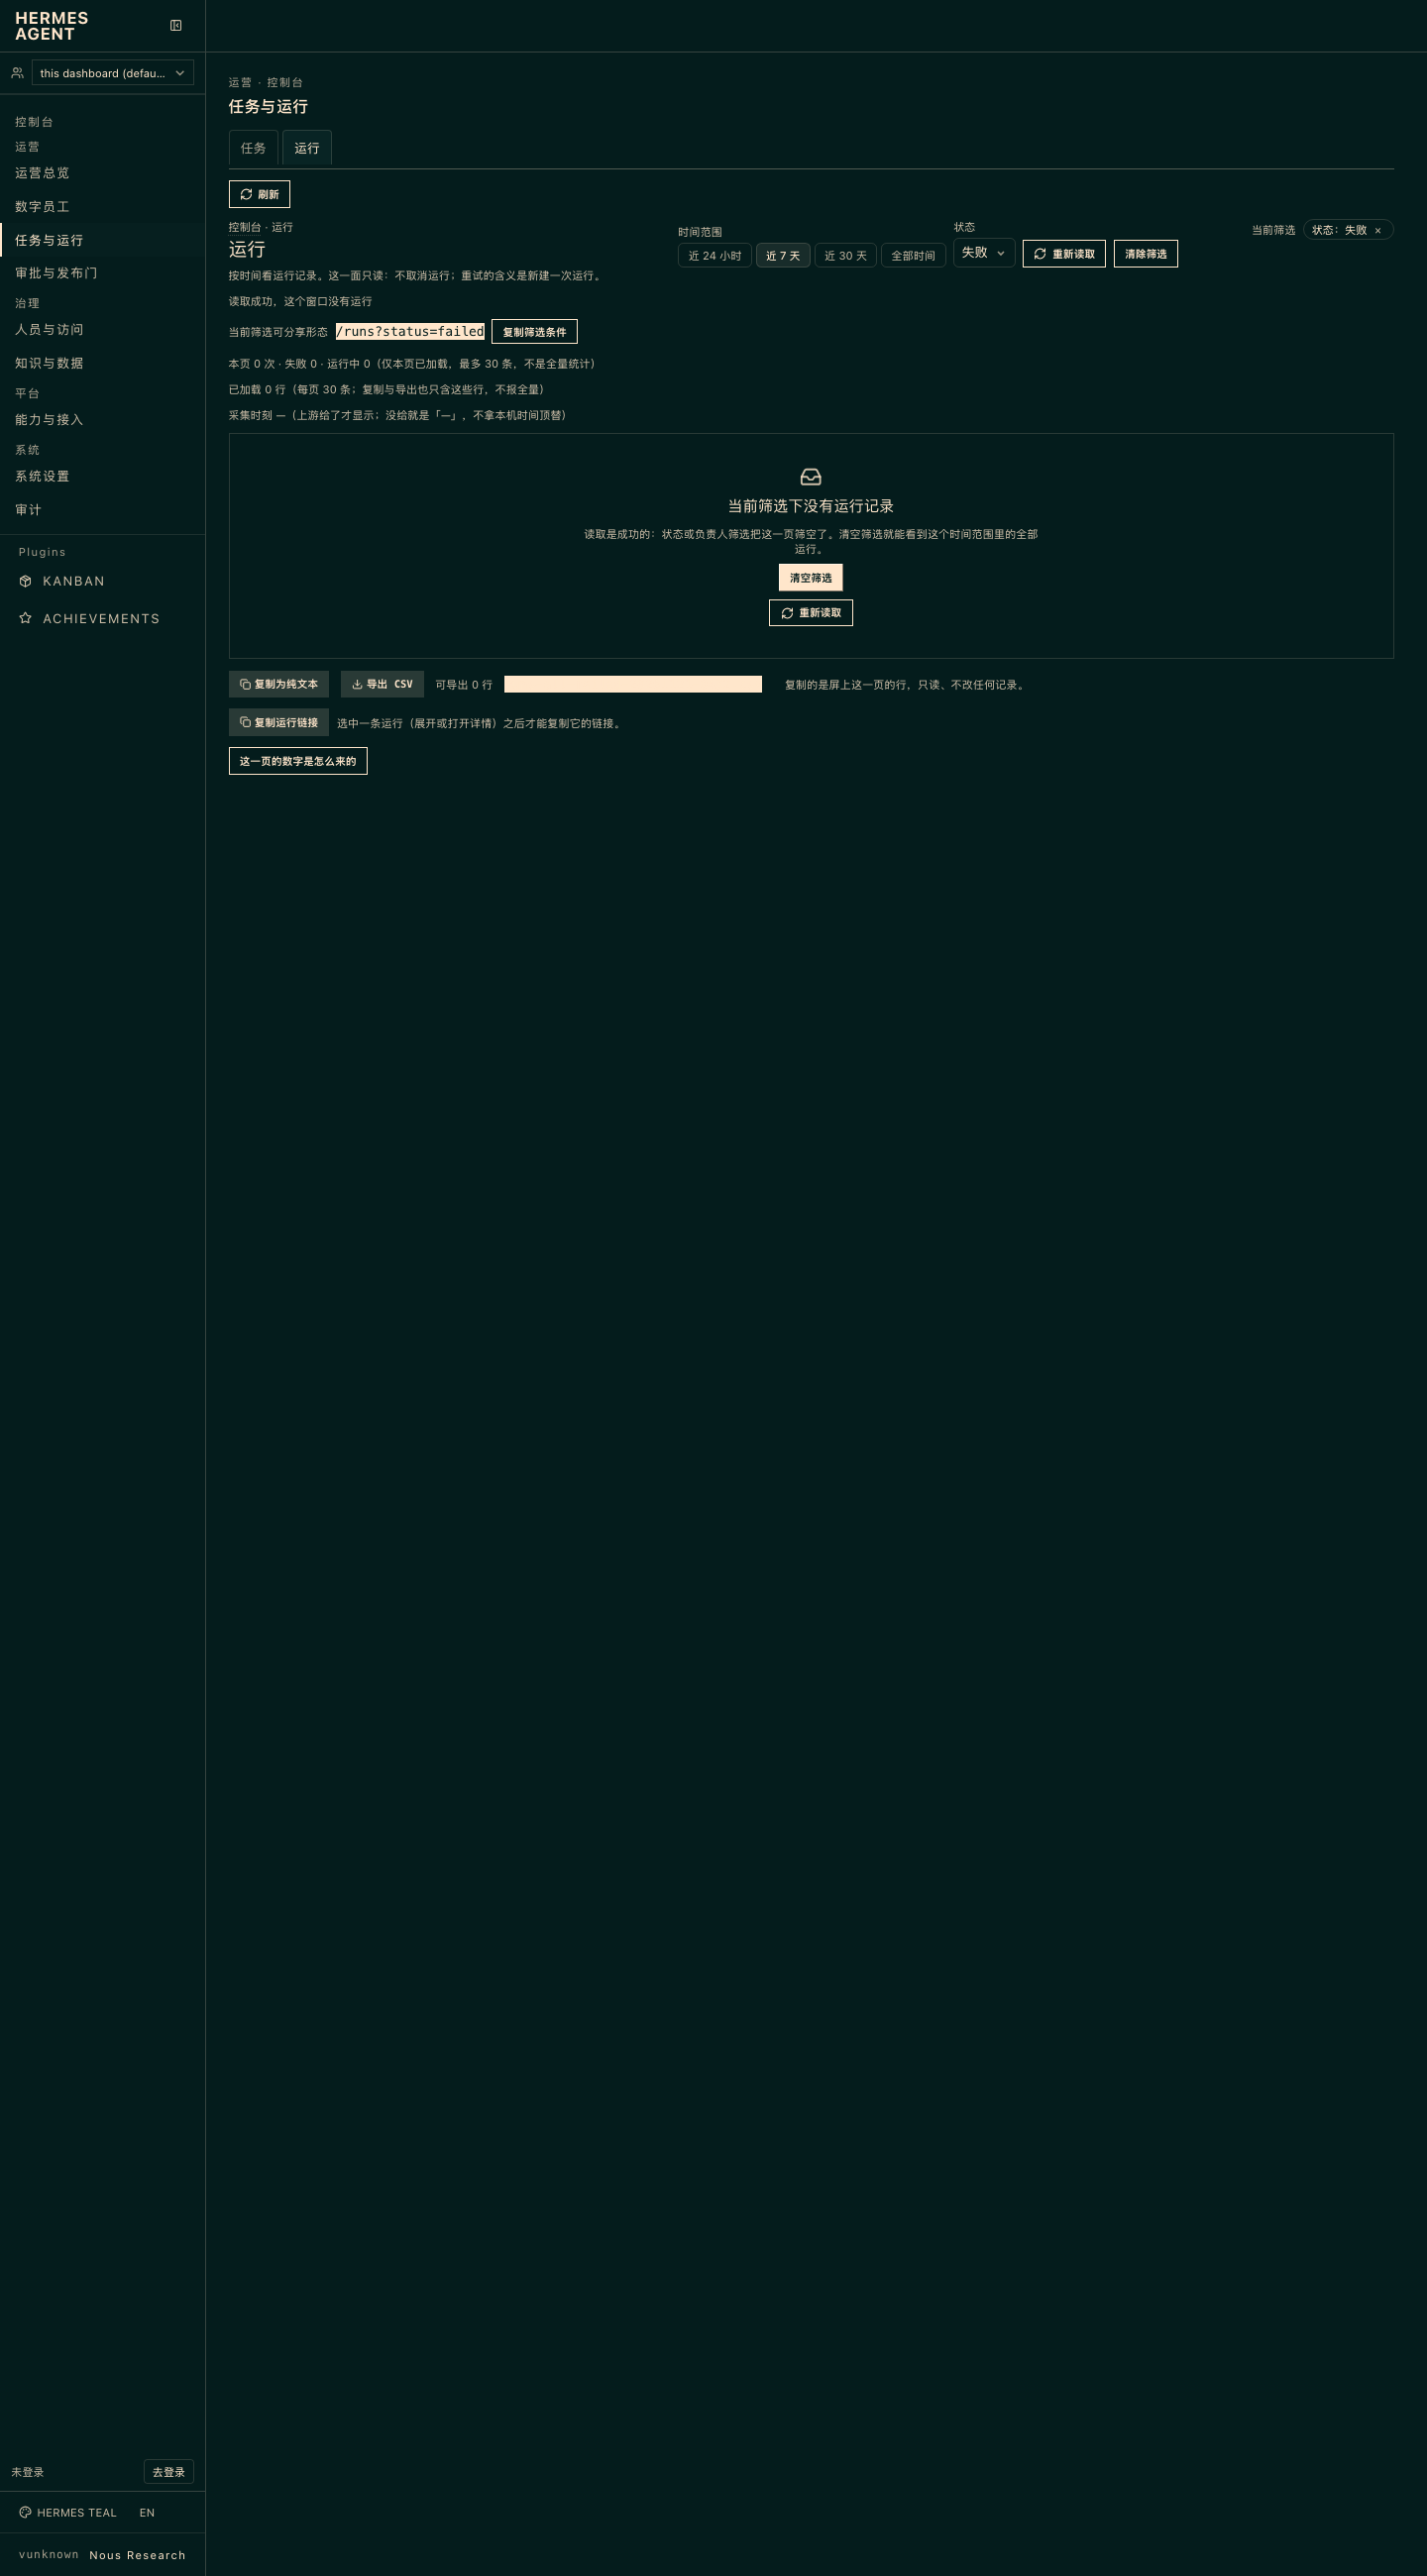 HERMES
AGENT
this dashboard (defau...
控制台
运营
运营总览
数字员工
任务与运行
审批与发布门
治理
人员与访问
知识与数据
平台
能力与接入
系统
系统设置
审计
Plugins
KANBAN
ACHIEVEMENTS
未登录
去登录
HERMES TEAL EN
vunknown Nous Research
运营 · 控制台
任务与运行
任务 运行
刷新
控制台 · 运行
运行
按时间看运行记录。这一面只读：不取消运行；重试的含义是新建一次运行。
时间范围
近 24 小时 近 7 天 近 30 天 全部时间
状态
失败
重新读取 清除筛选
当前筛选 状态：失败 ×
读取成功，这个窗口没有运行
当前筛选可分享形态 /runs?status=failed 复制筛选条件
本页 0 次 · 失败 0 · 运行中 0（仅本页已加载，最多 30 条，不是全量统计）
已加载 0 行（每页 30 条；复制与导出也只含这些行，不报全量）
采集时刻 —（上游给了才显示；没给就是「—」，不拿本机时间顶替）
当前筛选下没有运行记录
读取是成功的：状态或负责人筛选把这一页筛空了。清空筛选就能看到这个时间范围里的全部
运行。
清空筛选
重新读取
复制为纯文本 导出 CSV 可导出 0 行 复制的是屏上这一页的行，只读、不改任何记录。
复制运行链接 选中一条运行（展开或打开详情）之后才能复制它的链接。
这一页的数字是怎么来的